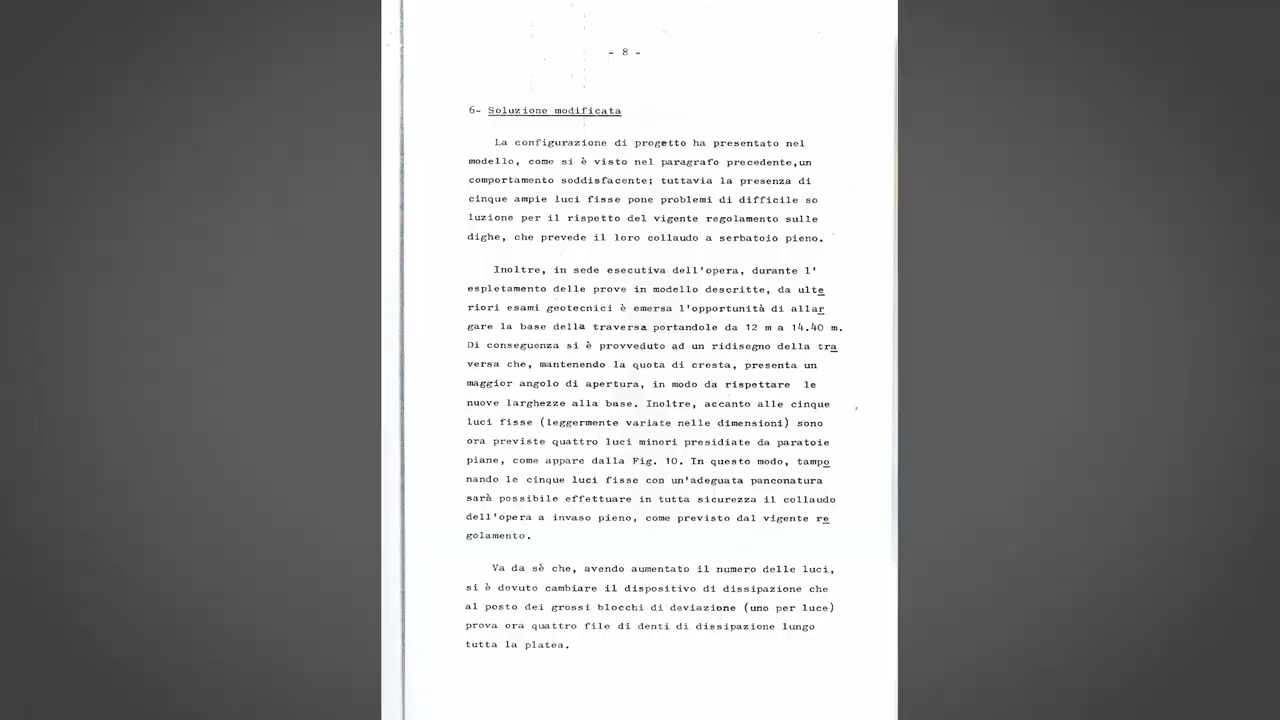 - 8 -
6- Soluzione modificata
La configurazione di progetto ha presentato nel
modello, come si è visto nel paragrafo precedente,un
comportamento soddisfacente; tuttavia la presenza di
cinque ampie luci fisse pone problemi di difficile so
luzione per il rispetto del vigente regolamento sulle
dighe, che prevede il loro collaudo a serbatoio pieno.
Inoltre, in sede esecutiva dell'opera, durante l'
espletamento delle prove in modello descritte, da ulte
riori esami geotecnici è emersa l'opportunità di allar
gare la base della traversa portandole da 12 m a 14.40 m.
Di conseguenza si è provveduto ad un ridisegno della tra
versa che, mantenendo la quota di cresta, presenta un
maggior angolo di apertura, in modo da rispettare le
nuove larghezze alla base. Inoltre, accanto alle cinque
luci fisse (leggermente variate nelle dimensioni) sono
ora previste quattro luci minori presidiate da paratoie
piane, come appare dalla Fig. 10. In questo modo, tampo
nando le cinque luci fisse con un'adeguata panconatura
sarà possibile effettuare in tutta sicurezza il collaudo
dell'opera a invaso pieno, come previsto dal vigente re
golamento.
Va da sè che, avendo aumentato il numero delle luci,
si è dovuto cambiare il dispositivo di dissipazione che
al posto dei grossi blocchi di deviazione (uno per luce)
prova ora quattro file di denti di dissipazione lungo
tutta la platea.